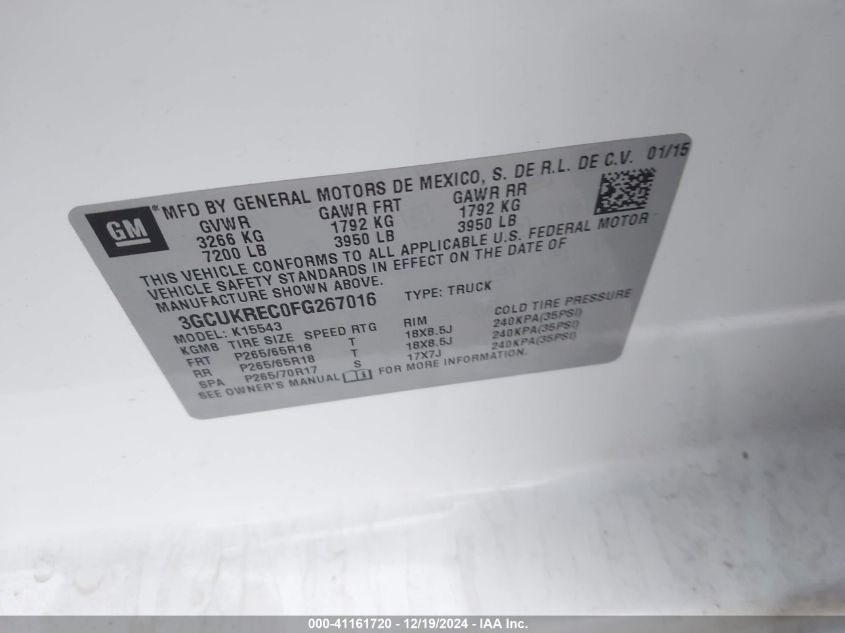 GM
* MFD BY GENERAL MOTORS DE MEXICO, S. DE R.L. DE C.V. 01/15
GVWR GAWR FRT GAWR RR
3266 KG 1792 KG 1792 KG
7200 LB 3950 LB 3950 LB
THIS VEHICLE CONFORMS TO ALL APPLICABLE U.S. FEDERAL MOTOR
VEHICLE SAFETY STANDARDS IN EFFECT ON THE DATE OF
MANUFACTURE SHOWN ABOVE.
3GCUKREC0FG267016 TYPE: TRUCK
MODEL: K15543
KGMB TIRE SIZE SPEED RTG RIM COLD TIRE PRESSURE
FRT P265/65R18 T 18X8.5J 240KPA(35PSI)
RR P265/65R18 T 18X8.5J 240KPA(35PSI)
SPA P265/70R17 S 17X7J 240KPA(35PSI)
SEE OWNER'S MANUAL FOR MORE INFORMATION.
000-41161720 - 12/19/2024 - IAA Inc.